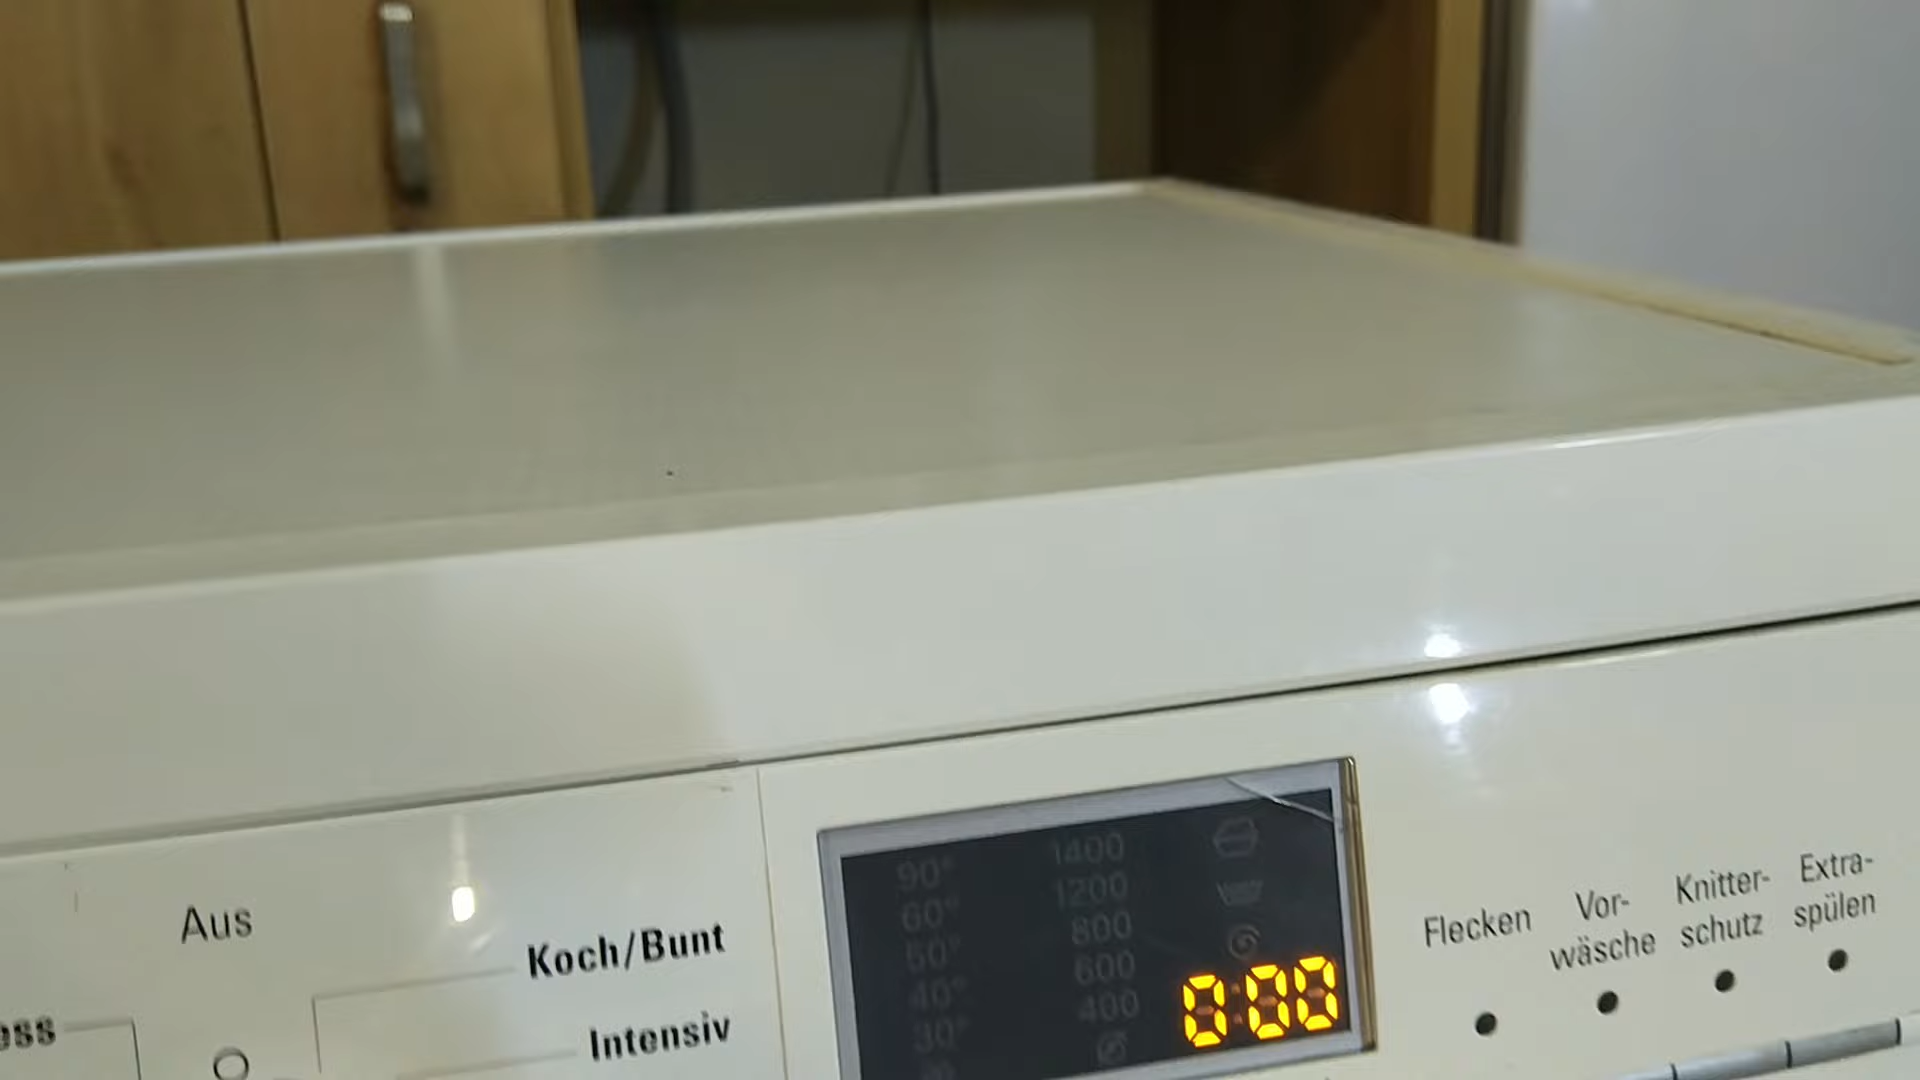 Aus
Koch/Bunt
Intensiv
90°
60°
50°
40°
30°
1400
1200
800
600
400
0:00
Flecken
Vor-
wäsche
Knitter-
schutz
Extra-
spülen